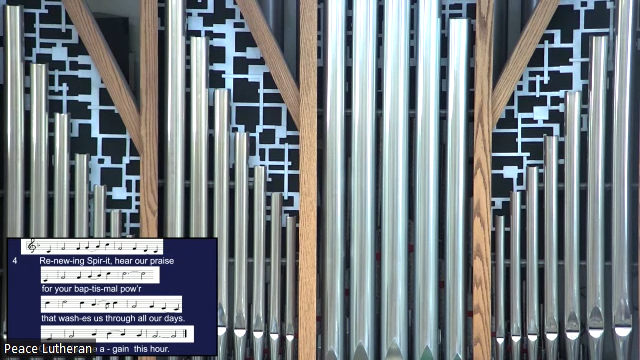 4 Re-new-ing Spir-it, hear our praise
for your bap-tis-mal pow'r
that wash-es us through all our days.
a - gain this hour.
Peace Lutheran